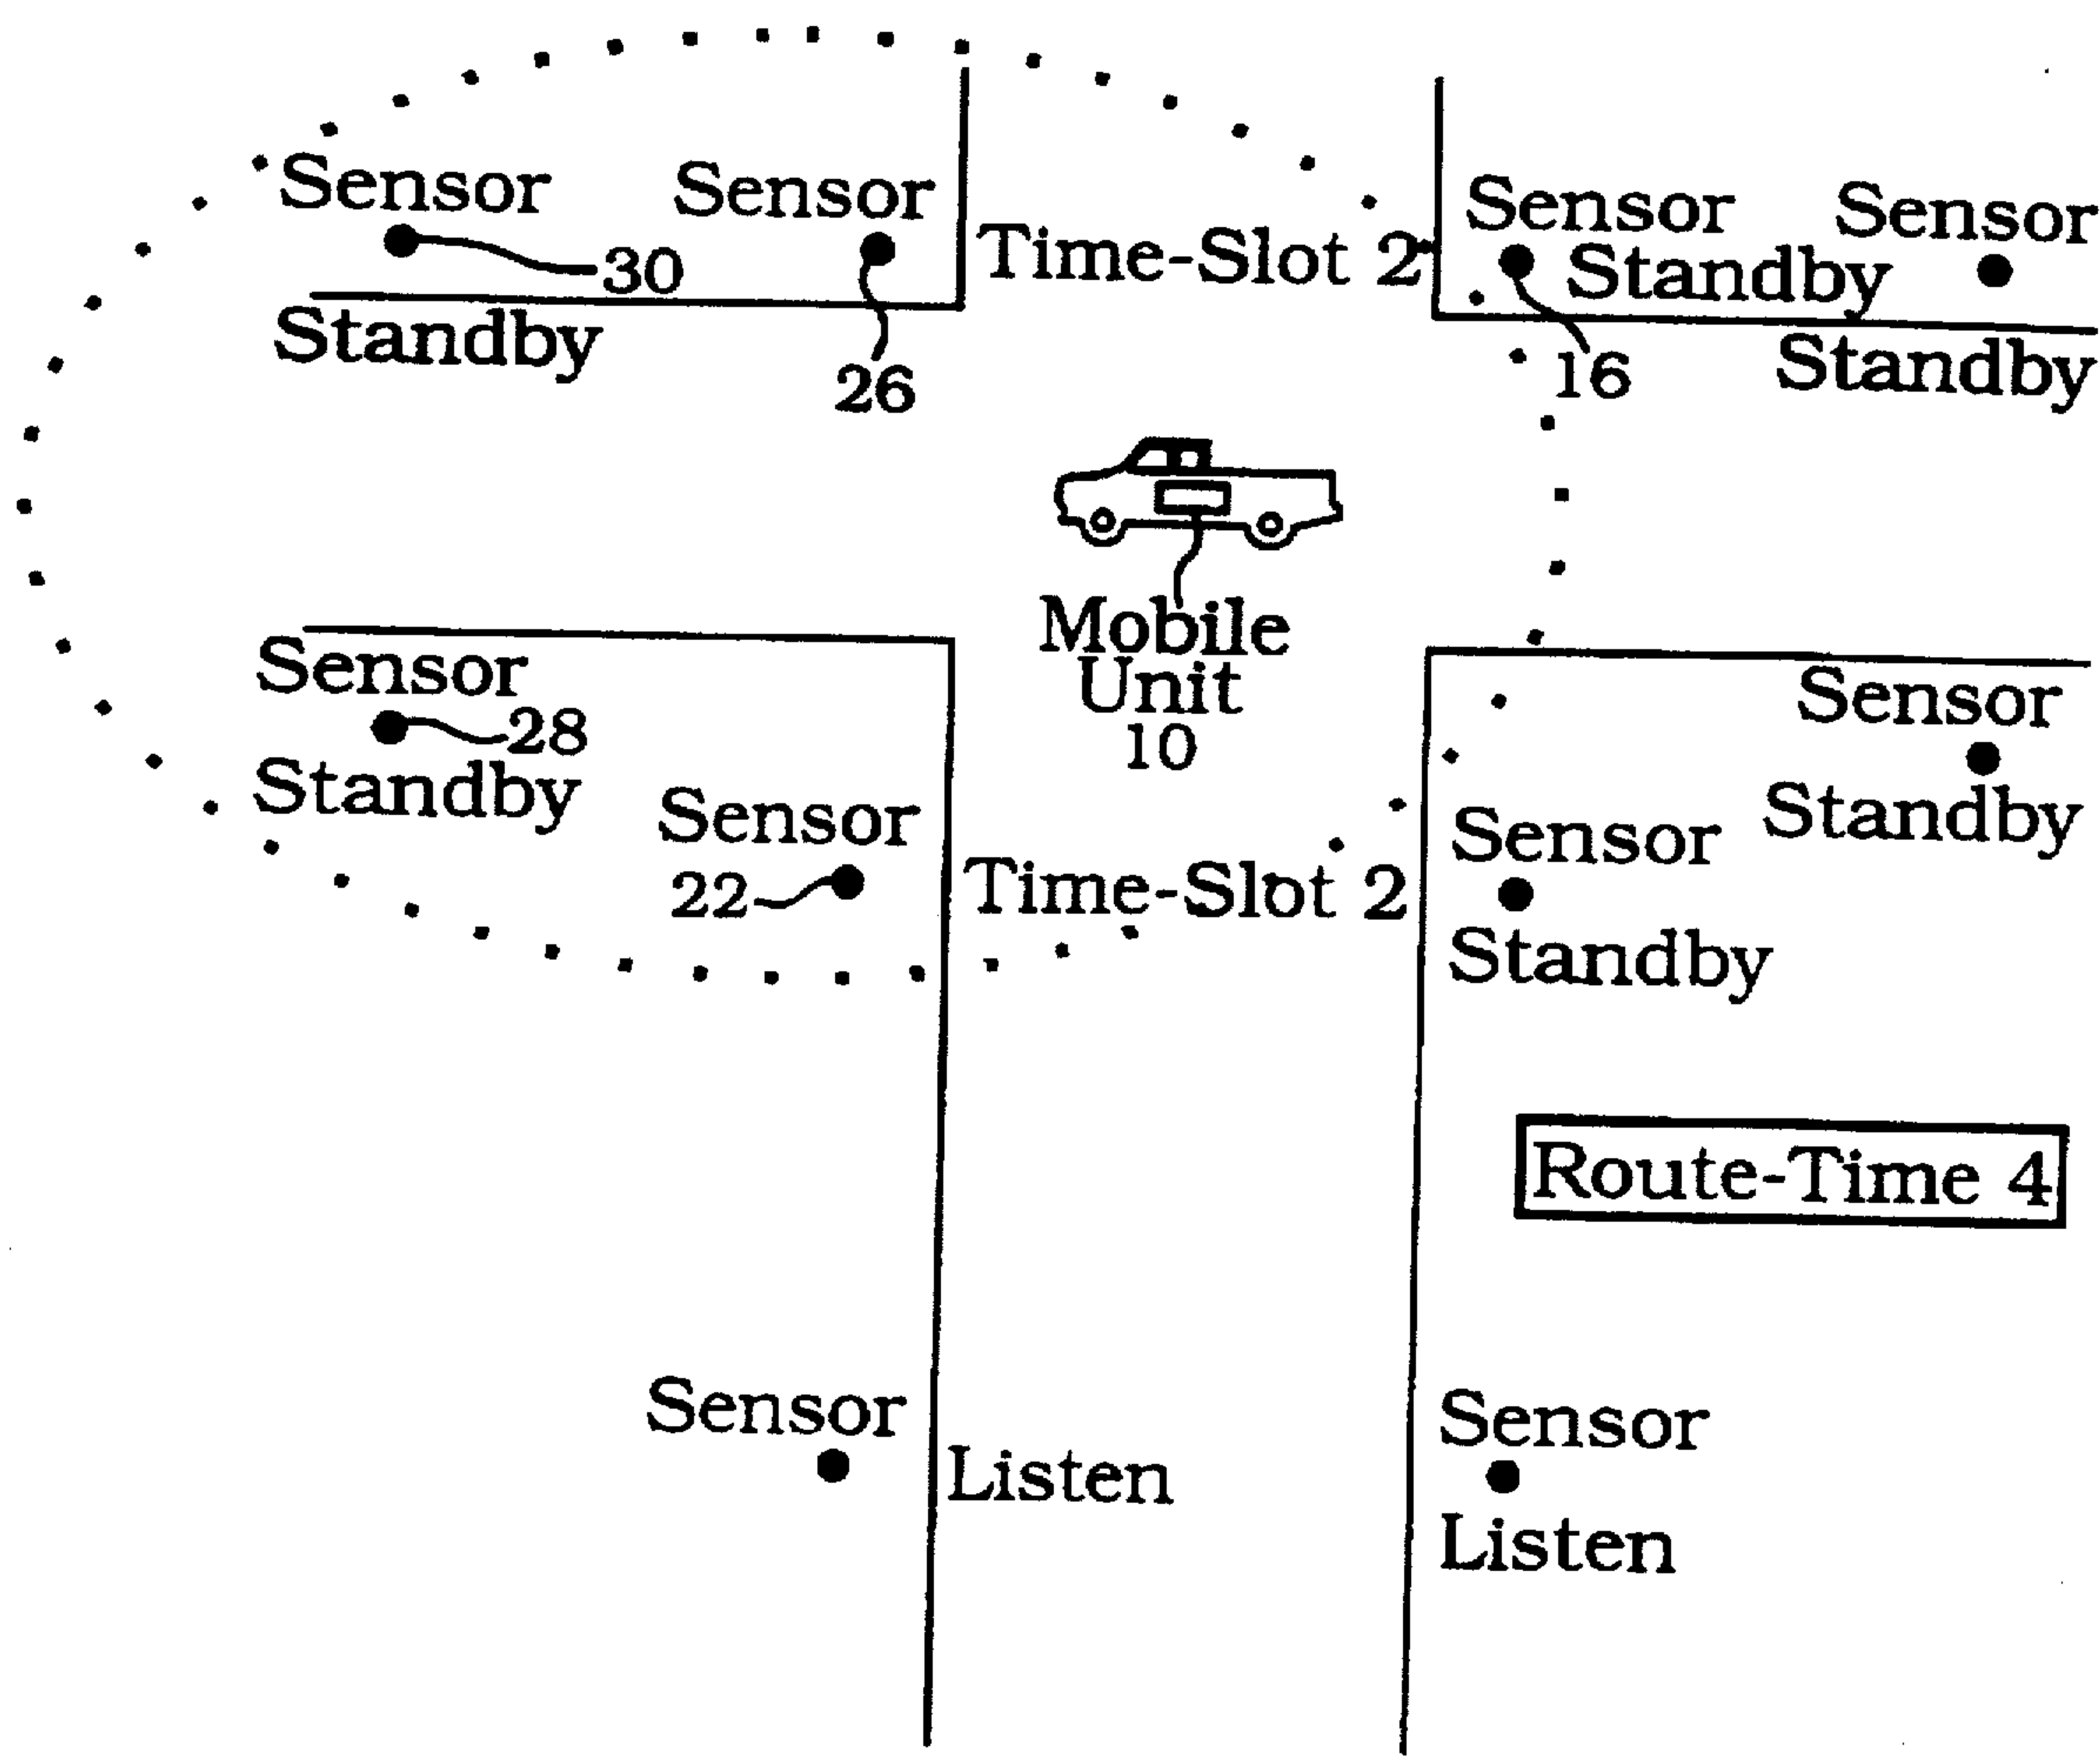 Sensor
Sensor
Sensor
Sensor
30
Time-Slot 2
Standby
Standby
26
16
Standby
Mobile
Unit
10
Sensor
28
Standby
Sensor
Standby
Sensor
22
Time-Slot 2
Sensor
Standby
Route-Time 4
Sensor
Listen
Sensor
Listen